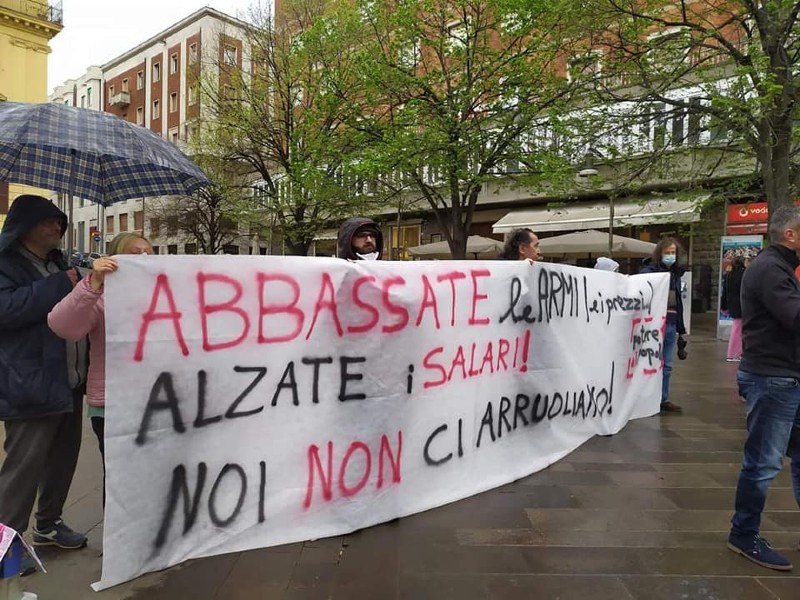 ABBASSATE le ARMI (e i prezzi)
ALZATE i SALARI!
NOI NON CI ARRUOLIAMO!